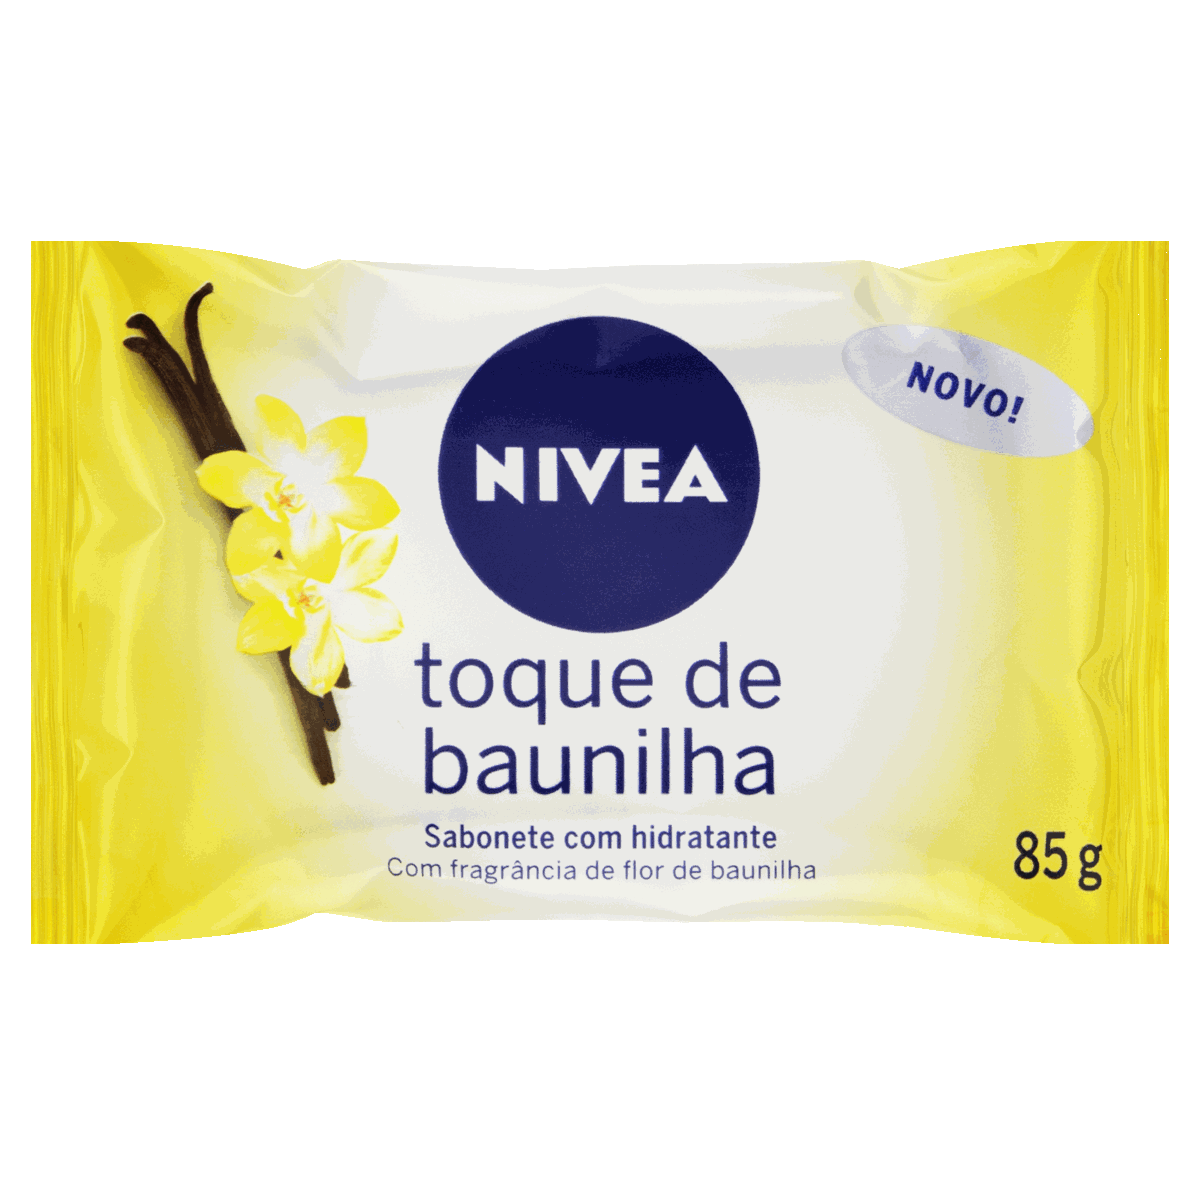 NOVO!
NIVEA
toque de
baunilha
Sabonete com hidratante
Com fragrância de flor de baunilha
85 g